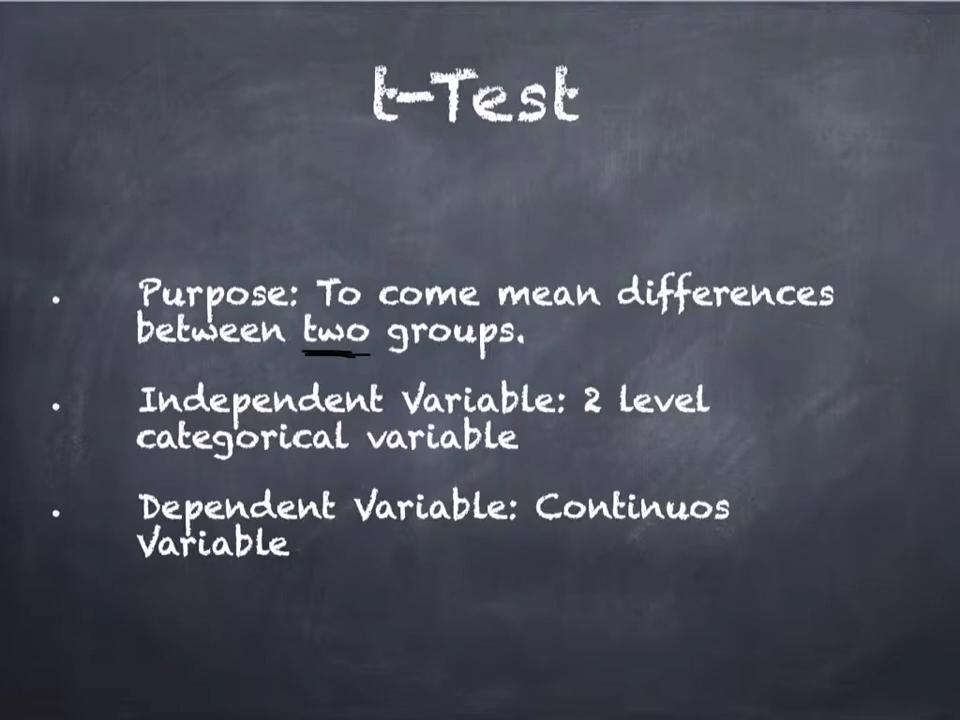 t-Test
. Purpose: To come mean differences
between two groups.
. Independent Variable: 2 level
categorical variable
. Dependent Variable: Continuos
Variable